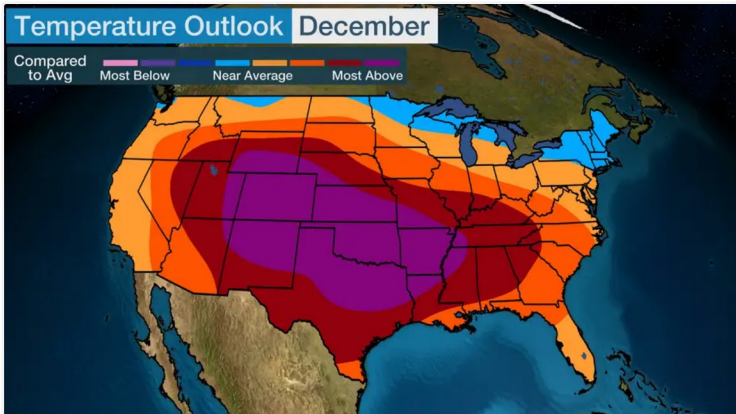 Temperature Outlook December
Compared
to Avg
Most Below Near Average Most Above